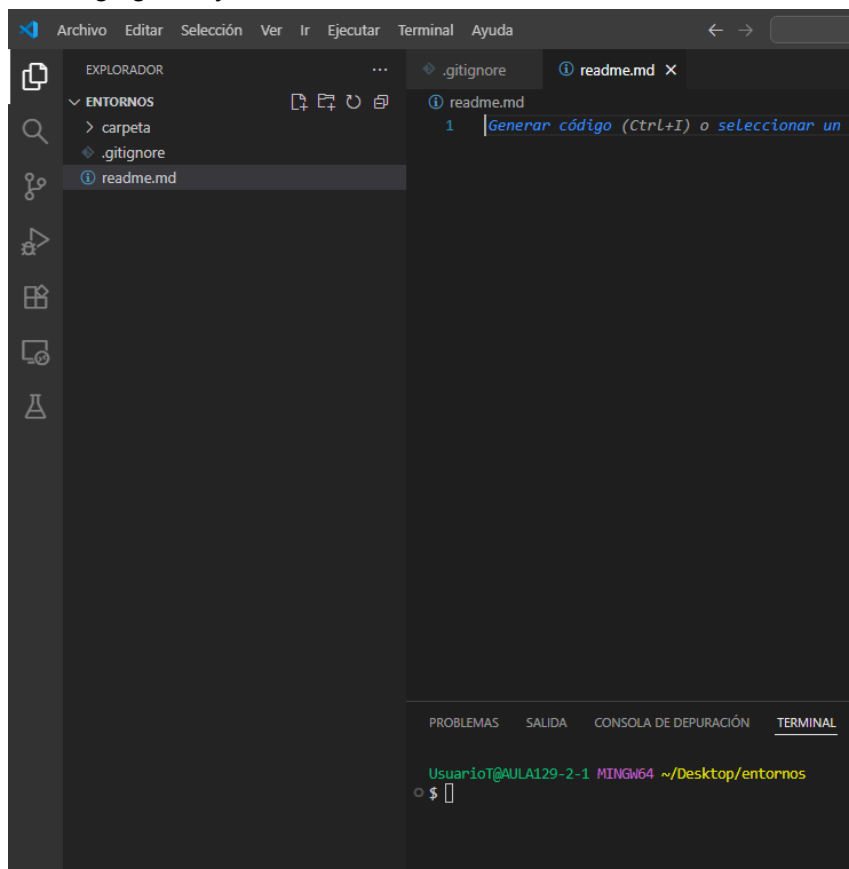 Archivo Editar Selección Ver Ir Ejecutar Terminal Ayuda
EXPLORADOR
ENTORNOS
carpeta
.gitignore
readme.md
.gitignore readme.md
readme.md
1 Generar código (Ctrl+I) o seleccionar un
PROBLEMAS SALIDA CONSOLA DE DEPURACIÓN TERMINAL
UsuarioT@AULA129-2-1 MINGW64 ~/Desktop/entornos
$